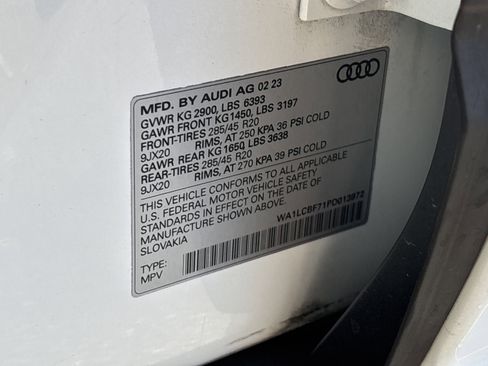 MFD. BY AUDI AG 02 23
GVWR KG 2900, LBS 6393
GAWR FRONT KG 1450, LBS 3197
FRONT-TIRES 285/45 R20
9JX20 RIMS, AT 250 KPA 36 PSI COLD
GAWR REAR KG 1650, LBS 3638
REAR-TIRES 285/45 R20
9JX20 RIMS, AT 270 KPA 39 PSI COLD
THIS VEHICLE CONFORMS TO ALL APPLICABLE
U.S. FEDERAL MOTOR VEHICLE SAFETY
STANDARDS IN EFFECT ON THE DATE OF
MANUFACTURE SHOWN ABOVE.
SLOVAKIA
WA1LCBF71PD013972
TYPE:
MPV